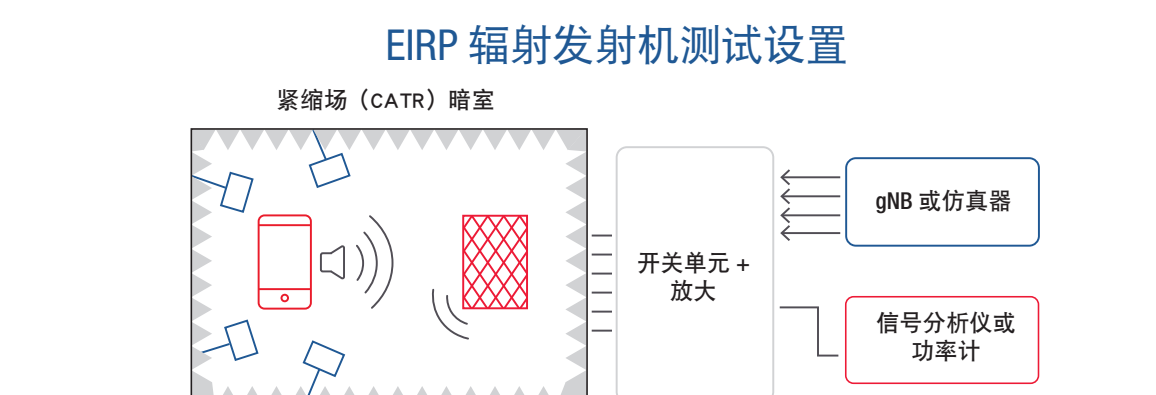 EIRP 辐射发射机测试设置
紧缩场（CATR）暗室
gNB 或仿真器
开关单元 +
放大
信号分析仪或
功率计